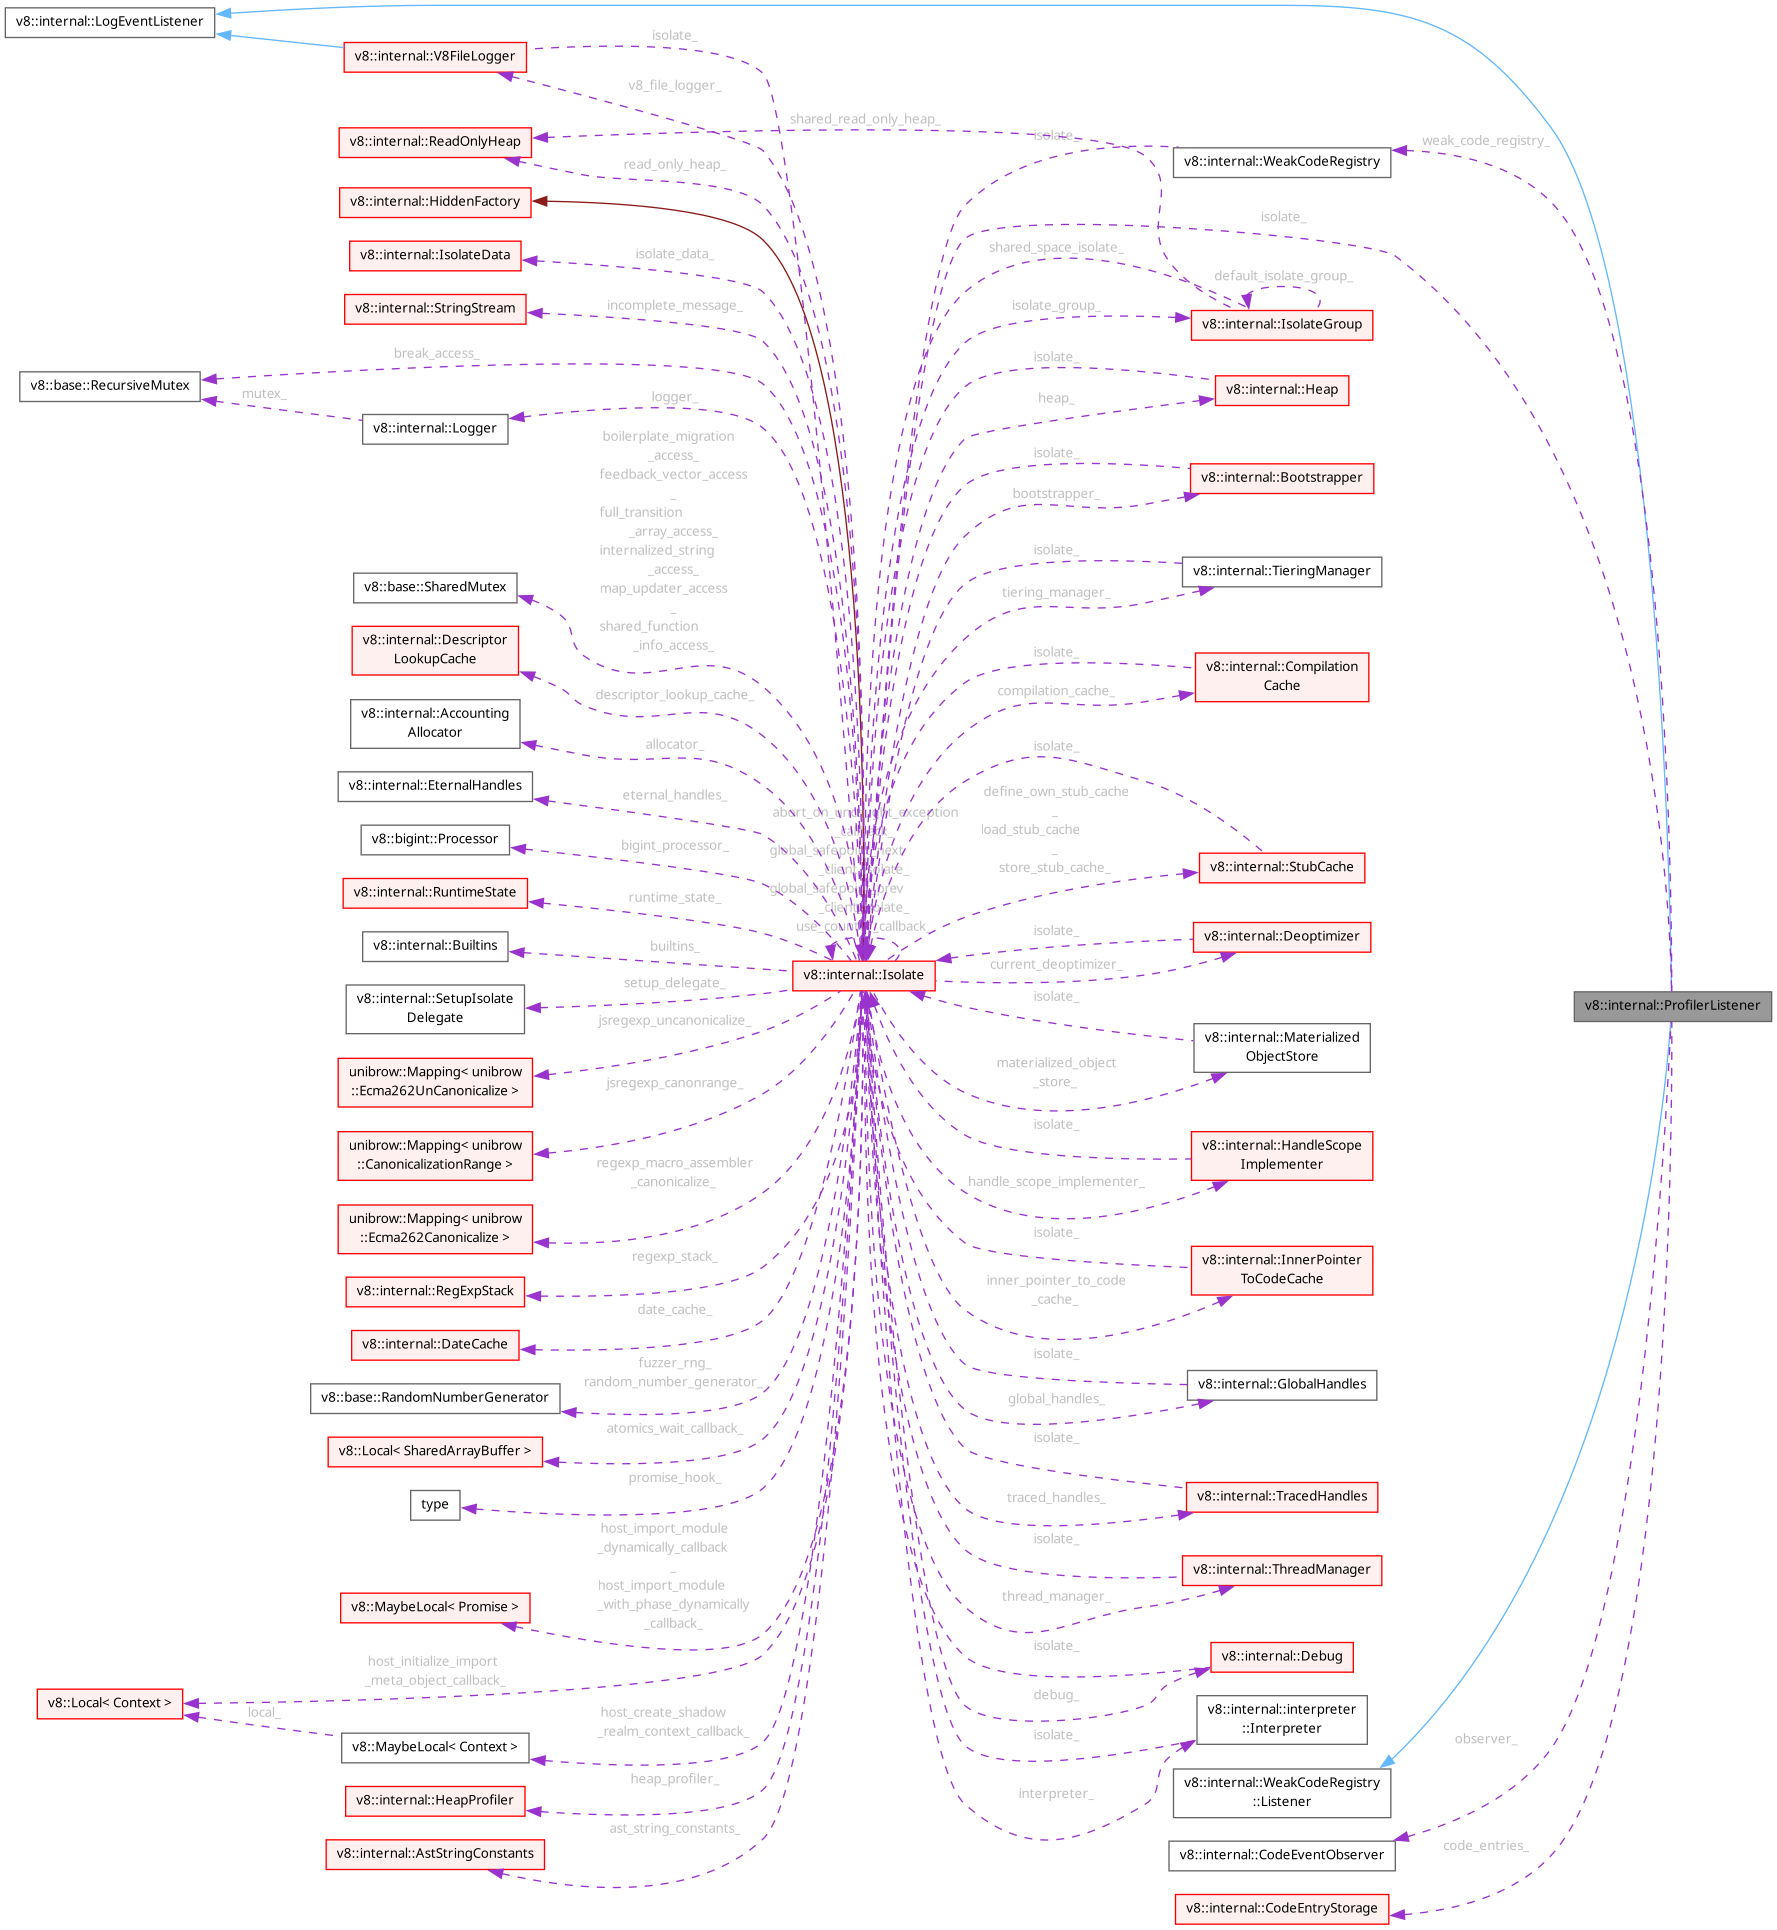 v8::internal::LogEventListener
v8::internal::V8FileLogger
isolate_
v8_file_logger_
v8::internal::ReadOnlyHeap
shared_read_only_heap_
read_only_heap_
isolate_
v8::internal::WeakCodeRegistry
weak_code_registry_
v8::internal::HiddenFactory
isolate_
v8::internal::IsolateData
isolate_data_
shared_space_isolate_
default_isolate_group_
v8::internal::StringStream
incomplete_message_
isolate_group_
v8::internal::IsolateGroup
v8::base::RecursiveMutex
break_access_
mutex_
v8::internal::Logger
logger_
isolate_
heap_
v8::internal::Heap
boilerplate_migration
_access_
feedback_vector_access
_
full_transition
_array_access_
internalized_string
_access_
map_updater_access
_
shared_function
_info_access_
isolate_
bootstrapper_
v8::internal::Bootstrapper
v8::base::SharedMutex
isolate_
tiering_manager_
v8::internal::TieringManager
v8::internal::Descriptor
LookupCache
descriptor_lookup_cache_
isolate_
compilation_cache_
v8::internal::Compilation
Cache
v8::internal::Accounting
Allocator
allocator_
isolate_
v8::internal::EternalHandles
eternal_handles_
define_own_stub_cache
_
load_stub_cache
_
store_stub_cache_
v8::internal::StubCache
v8::bigint::Processor
bigint_processor_
global_safepoint_prev
_client_isolate_
v8::internal::RuntimeState
runtime_state_
v8::internal::Builtins
builtins_
v8::internal::Isolate
isolate_
current_deoptimizer_
v8::internal::Deoptimizer
v8::internal::SetupIsolate
Delegate
setup_delegate_
isolate_
v8::internal::ProfilerListener
jsregexp_uncanonicalize_
v8::internal::Materialized
ObjectStore
materialized_object
_store_
unibrow::Mapping< unibrow
::Ecma262UnCanonicalize >
jsregexp_canonrange_
isolate_
unibrow::Mapping< unibrow
::CanonicalizationRange >
v8::internal::HandleScope
Implementer
handle_scope_implementer_
regexp_macro_assembler
_canonicalize_
unibrow::Mapping< unibrow
::Ecma262Canonicalize >
isolate_
regexp_stack_
v8::internal::InnerPointer
ToCodeCache
inner_pointer_to_code
_cache_
v8::internal::RegExpStack
date_cache_
v8::internal::DateCache
isolate_
fuzzer_rng_
random_number_generator_
v8::base::RandomNumberGenerator
global_handles_
v8::internal::GlobalHandles
atomics_wait_callback_
v8::Local< SharedArrayBuffer >
isolate_
promise_hook_
type
traced_handles_
v8::internal::TracedHandles
host_import_module
_dynamically_callback
_
host_import_module
_with_phase_dynamically
_callback_
isolate_
v8::internal::ThreadManager
thread_manager_
v8::MaybeLocal< Promise >
host_initialize_import
_meta_object_callback_
isolate_
v8::internal::Debug
debug_
v8::Local< Context >
local_
host_create_shadow
_realm_context_callback_
v8::MaybeLocal< Context >
v8::internal::interpreter
::Interpreter
isolate_
observer_
heap_profiler_
v8::internal::HeapProfiler
interpreter_
v8::internal::WeakCodeRegistry
::Listener
ast_string_constants_
v8::internal::AstStringConstants
v8::internal::CodeEventObserver
code_entries_
v8::internal::CodeEntryStorage